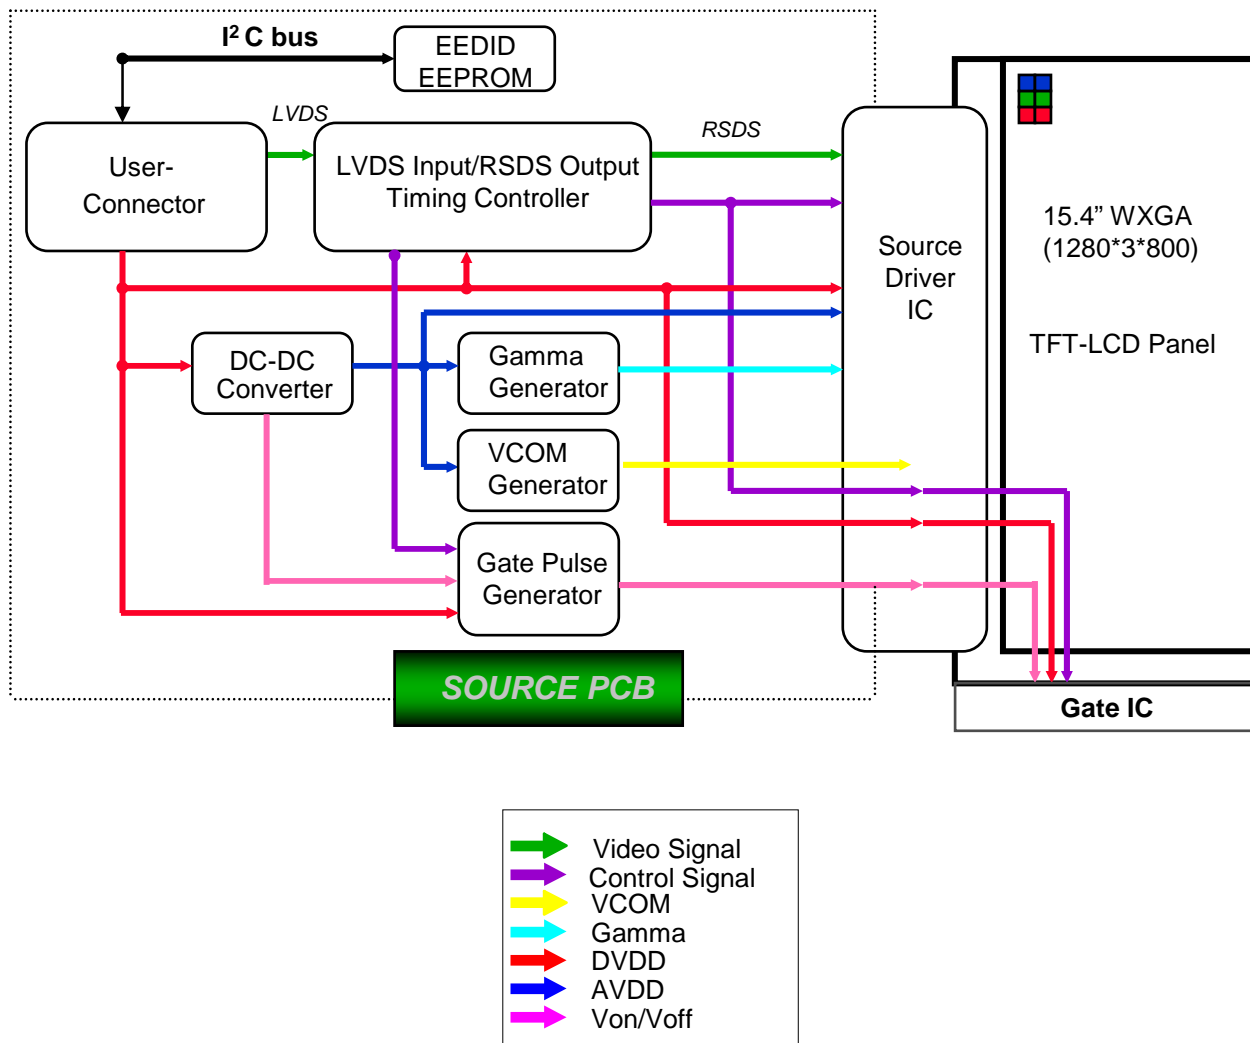 I² C bus
EEDID
EEPROM
LVDS
RSDS
User-
Connector
LVDS Input/RSDS Output
Timing Controller
Source
Driver
IC
15.4” WXGA
(1280*3*800)
TFT-LCD Panel
DC-DC
Converter
Gamma
Generator
VCOM
Generator
Gate Pulse
Generator
SOURCE PCB
Gate IC
Video Signal
Control Signal
VCOM
Gamma
DVDD
AVDD
Von/Voff